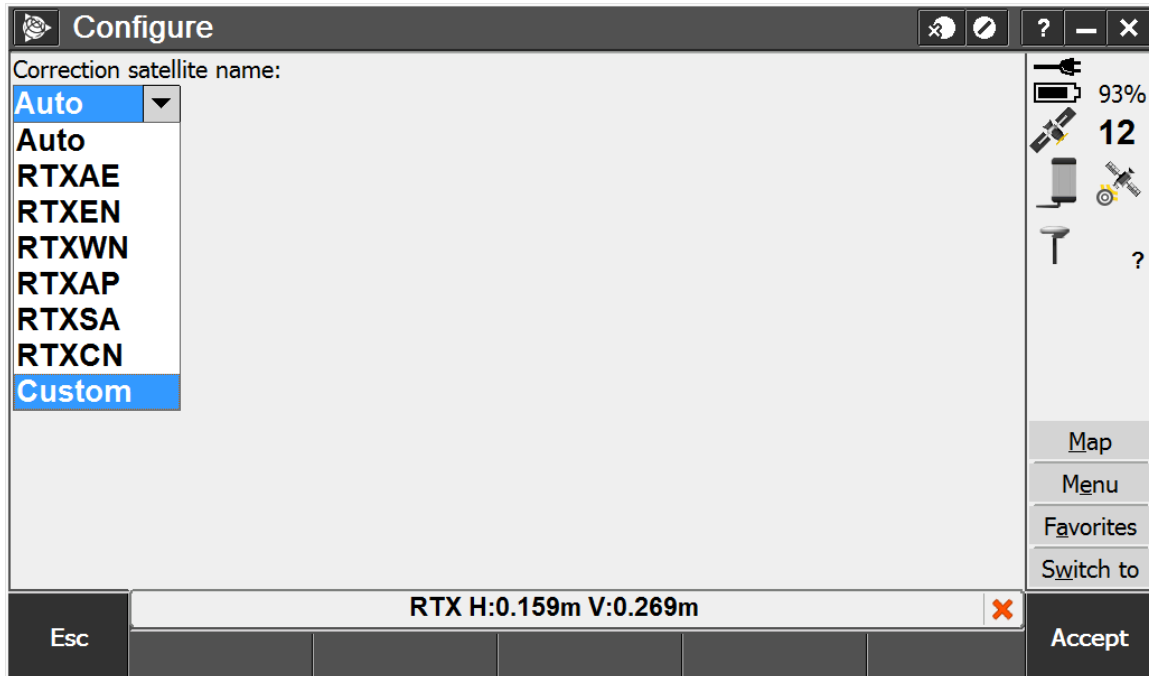 Configure
?
Correction satellite name:
Auto
Auto
RTXAE
RTXEN
RTXWN
RTXAP
RTXSA
RTXCN
Custom
93%
12
?
Map
Menu
Favorites
Switch to
RTX H:0.159m V:0.269m
Esc
Accept